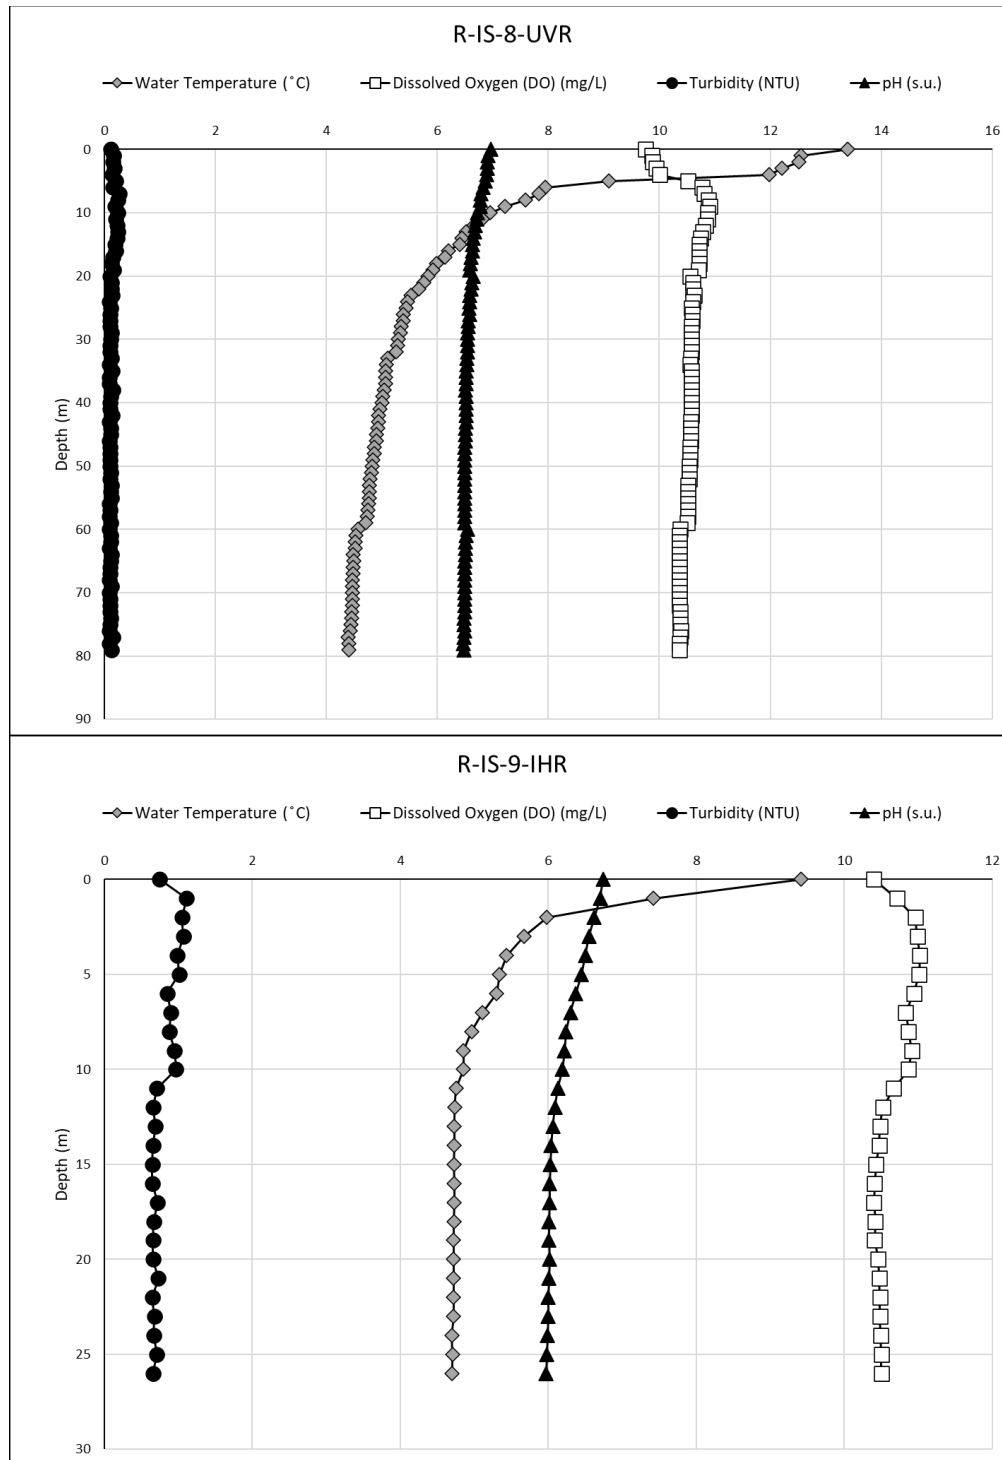 R-IS-8-UVR
Water Temperature (˚C) Dissolved Oxygen (DO) (mg/L) Turbidity (NTU) pH (s.u.)
0 2 4 6 8 10 12 14 16
0
10
20
30
40
50
60
70
80
90
Depth (m)
R-IS-9-IHR
Water Temperature (˚C) Dissolved Oxygen (DO) (mg/L) Turbidity (NTU) pH (s.u.)
0 2 4 6 8 10 12
0
5
10
15
20
25
30
Depth (m)